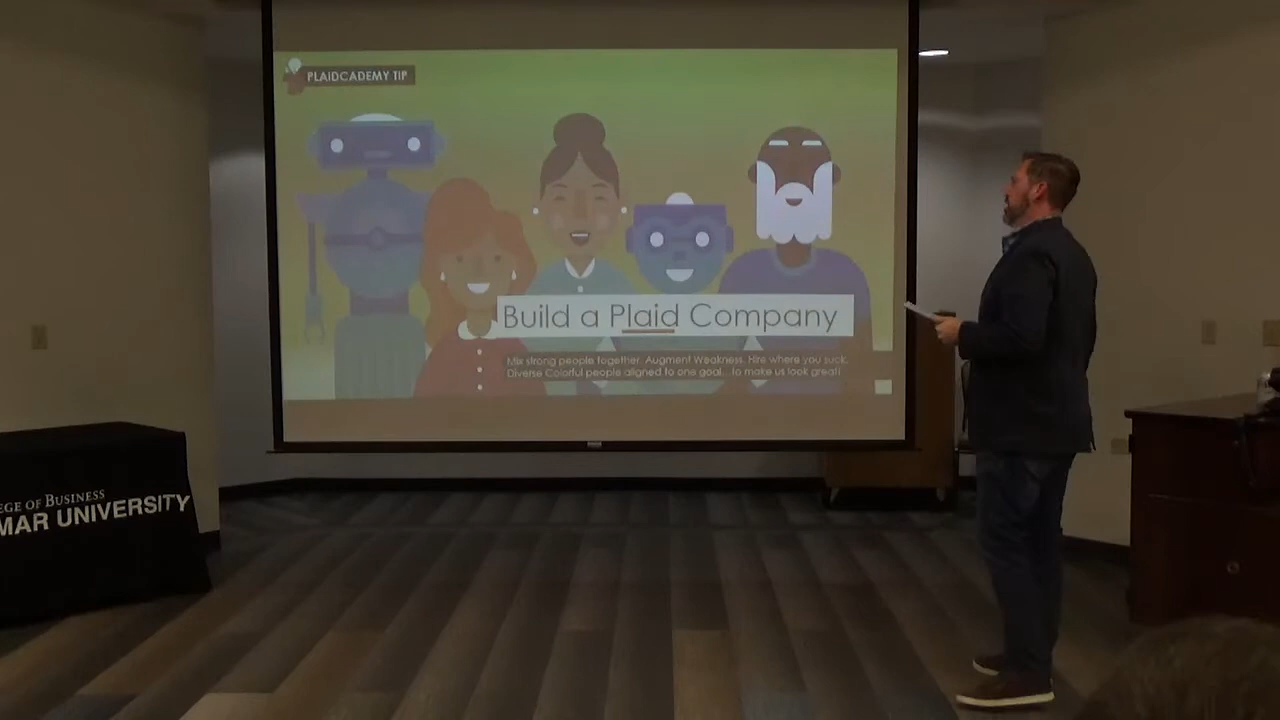 PLAIDCADEMY TIP
Build a Plaid Company
Mix strong people together. Augment Weakness. Hire where you suck.
Diverse Colorful people aligned to one goal...to make us look great!
EGE OF BUSINESS
MAR UNIVERSITY